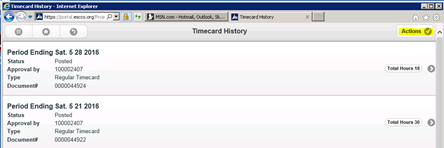 Timecard History - Internet Explorer
https://portal.escco.org/
MSN.com - Hotmail, Outlook, Sk...
Timecard History
Timecard History
Actions
Period Ending Sat. 5 28 2016
Status Posted
Approval by 100002407
Total Hours 18
Type Regular Timecard
Document# 0000044924
Period Ending Sat. 5 21 2016
Status Posted
Approval by 100002407
Total Hours 30
Type Regular Timecard
Document# 0000044922